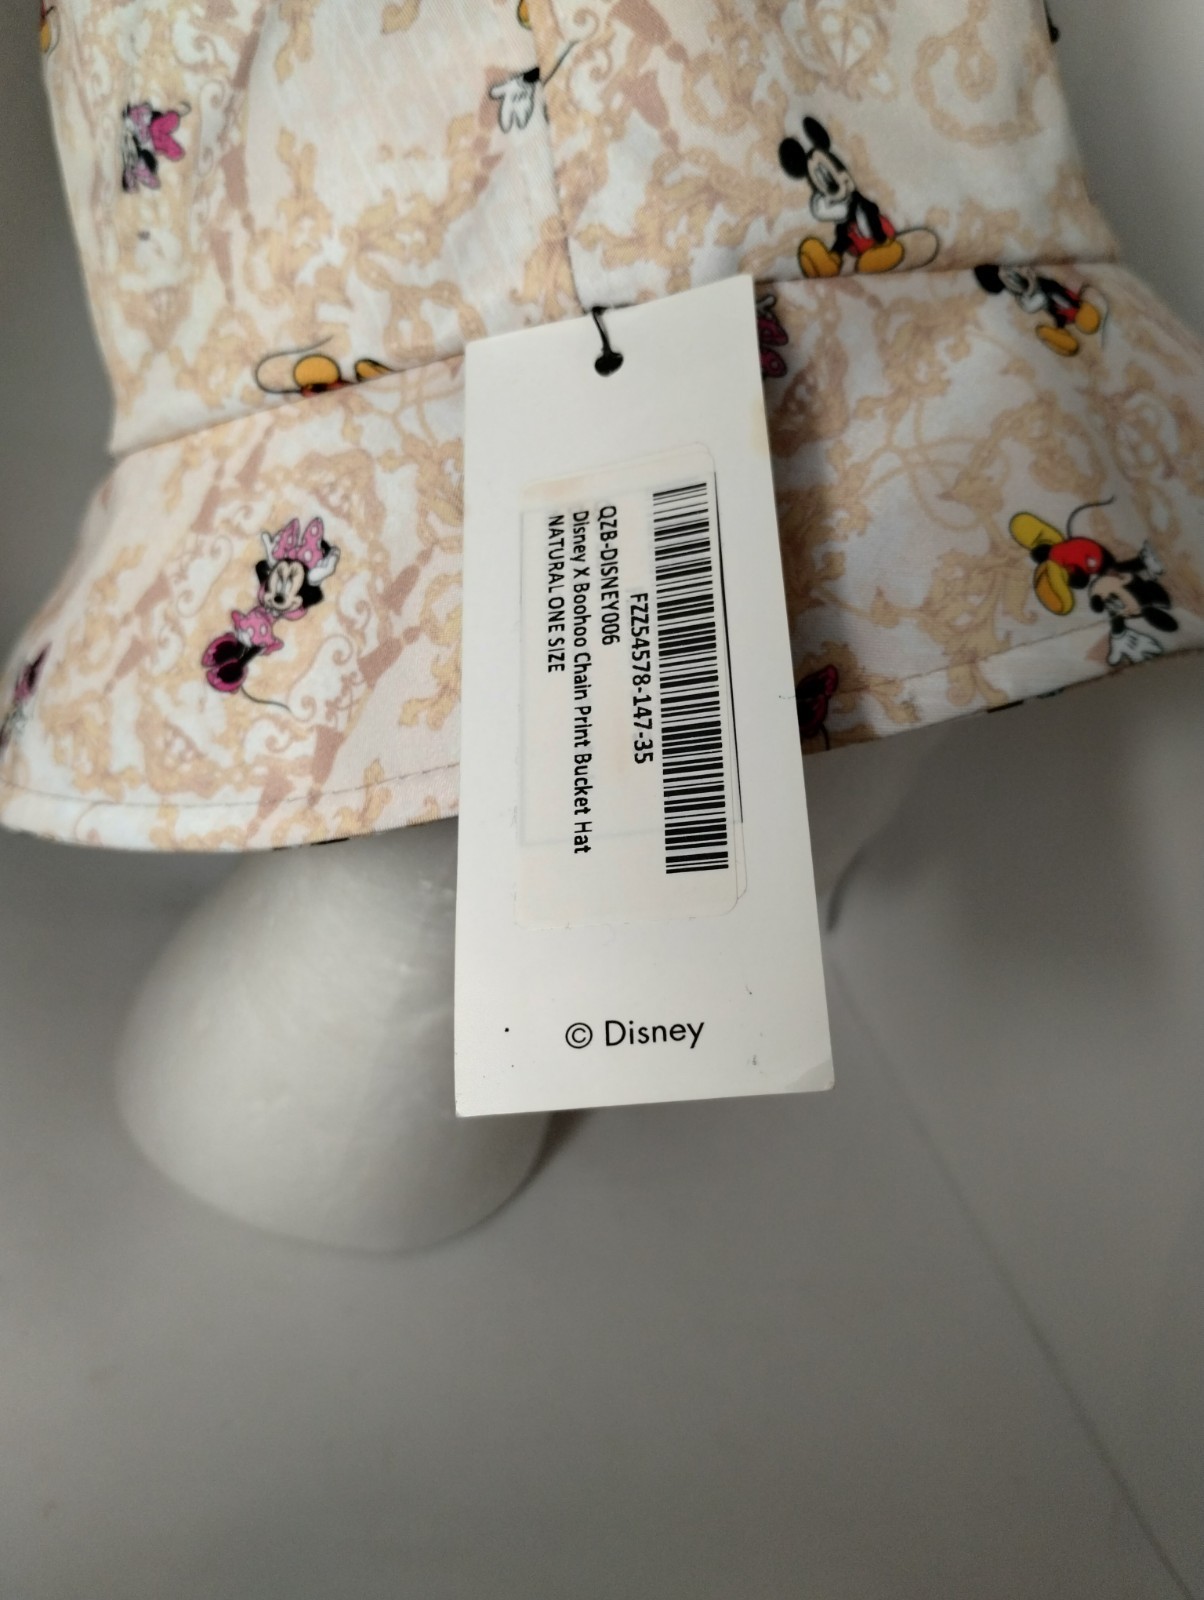 FZZ54578-147-35
QZB-DISNEY006
Disney X Boohoo Chain Print Bucket Hat
NATURAL ONE SIZE
© Disney